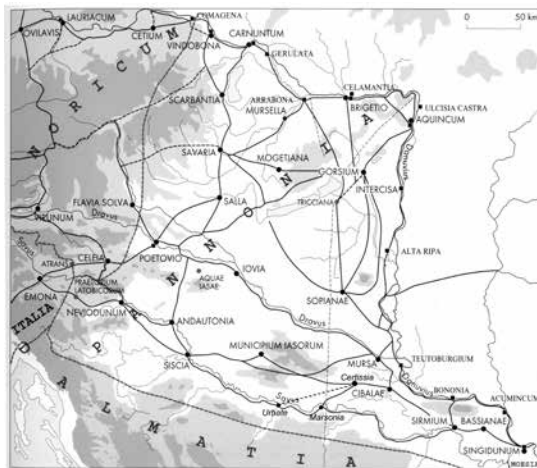 LAURIACUM
OVILAVIS
CETIUM
COMAGENA
VINDOBONA
CARNUNTUM
GERULATA
0
50 km
NORICUM
SCARBANTIA
ARRABONA
MURSELLA
CELAMANTIA
BRIGETIO
ULCISIA CASTRA
AQUINCUM
SAVARIA
MOGETIANA
GORSIUM
INTERCISA
Danuvius
FLAVIA SOLVA
VIRUNUM
Dravus
SALLA
TRICCIANA
PANNONIA
Savus
ATRANS
CELEIA
POETOVIO
AQUAE
IASAE
IOVIA
ALTA RIPA
EMONA
PRAETORIUM
LATOBICORUM
SOPIANAE
ITALIA
NEVIODUNUM
ANDAUTONIA
Dravus
SISCIA
MUNICIPIUM IASORUM
MURSA
TEUTOBURGIUM
Certissia
CIBALAE
Danuvius
BONONIA
ACUMINCUM
Savus
Urbate
Marsonia
SIRMIUM
BASSIANAE
SINGIDUNUM
DALMATIA